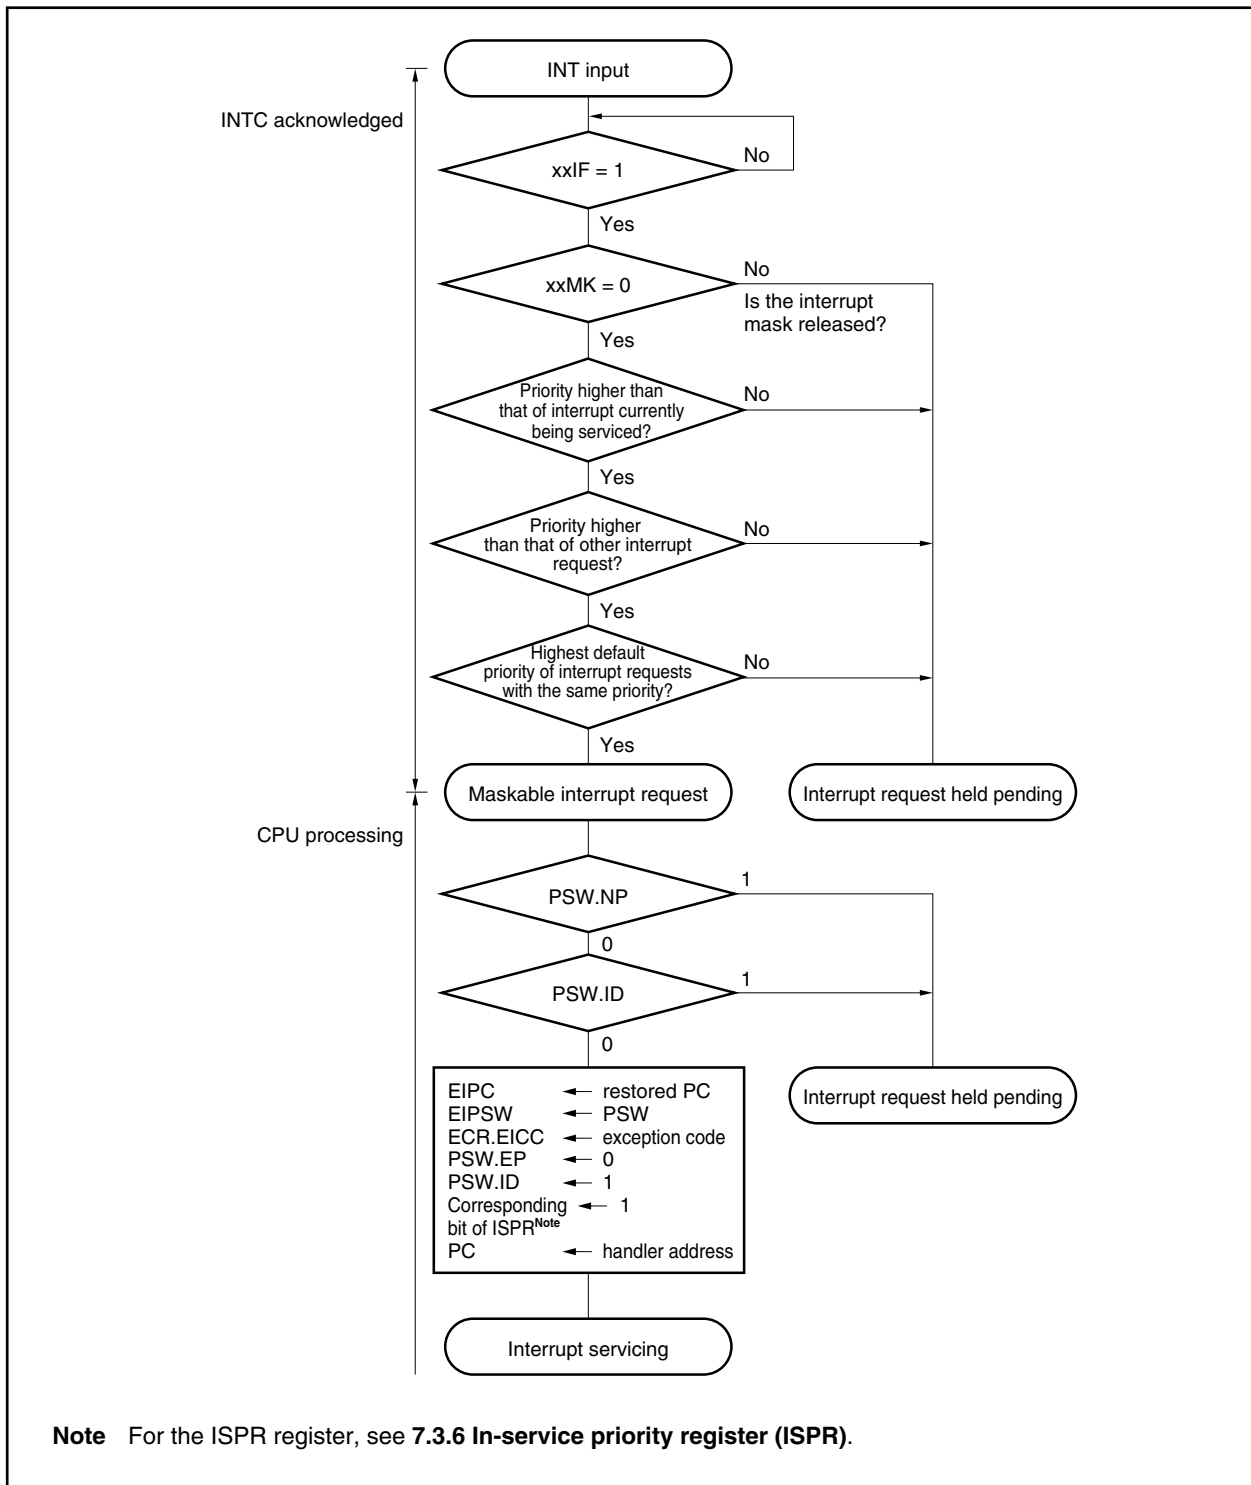 INT input
INTC acknowledged
xxIF = 1
No
Yes
xxMK = 0
No
Is the interrupt
mask released?
Yes
Priority higher than
that of interrupt currently
being serviced?
No
Yes
Priority higher
than that of other interrupt
request?
No
Yes
Highest default
priority of interrupt requests
with the same priority?
No
Yes
Maskable interrupt request
Interrupt request held pending
CPU processing
PSW.NP
1
0
PSW.ID
1
0
EIPC ← restored PC
EIPSW ← PSW
ECR.EICC ← exception code
PSW.EP ← 0
PSW.ID ← 1
Corresponding ← 1
bit of ISPRNote
PC ← handler address
Interrupt request held pending
Interrupt servicing
Note For the ISPR register, see 7.3.6 In-service priority register (ISPR).